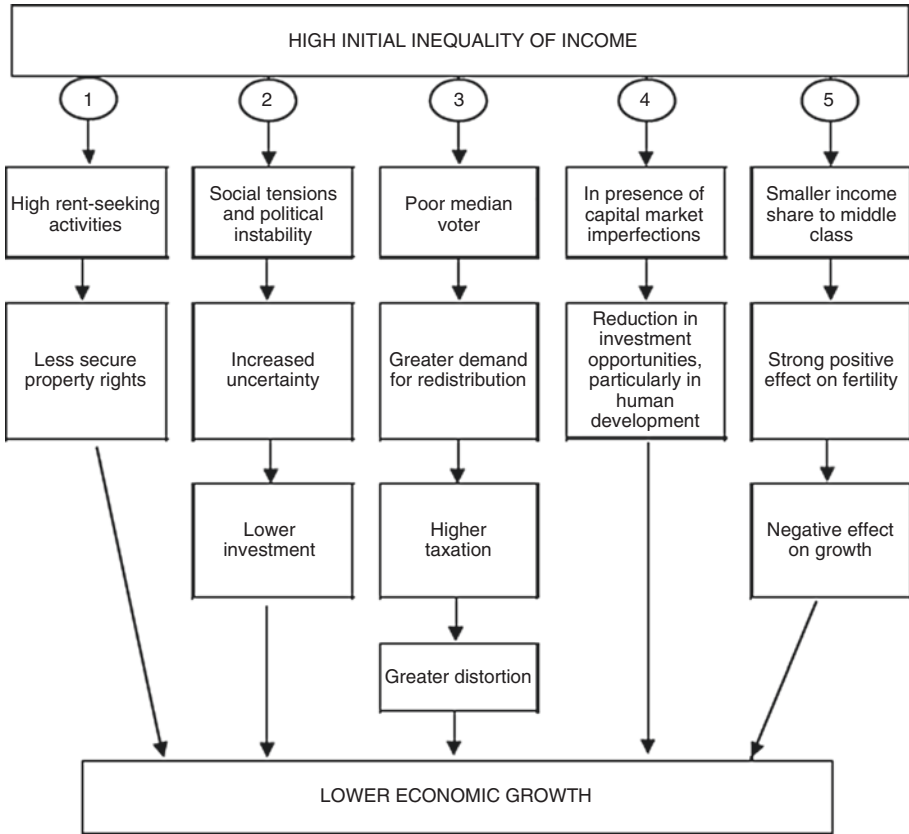 HIGH INITIAL INEQUALITY OF INCOME
1
2
3
4
5
High rent-seeking
activities
Social tensions
and political
instability
Poor median
voter
In presence of
capital market
imperfections
Smaller income
share to middle
class
Less secure
property rights
Increased
uncertainty
Greater demand
for redistribution
Reduction in
investment
opportunities,
particularly in
human
development
Strong positive
effect on fertility
Lower
investment
Higher
taxation
Negative effect
on growth
Greater distortion
LOWER ECONOMIC GROWTH